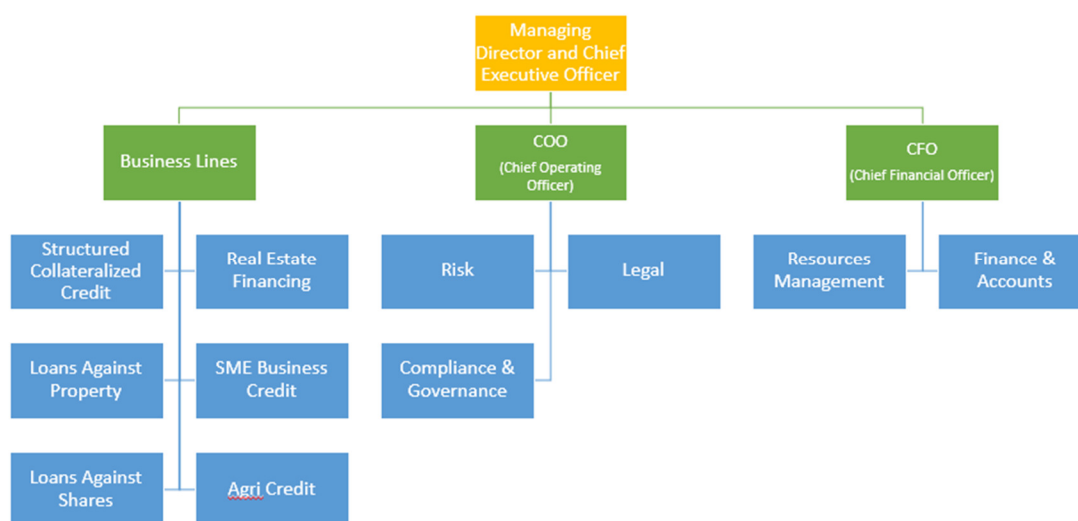 Managing
Director and Chief
Executive Officer
Business Lines
COO
(Chief Operating
Officer)
CFO
(Chief Financial Officer)
Structured
Collateralized
Credit
Real Estate
Financing
Risk
Legal
Resources
Management
Finance &
Accounts
Loans Against
Property
SME Business
Credit
Compliance &
Governance
Loans Against
Shares
Agri Credit